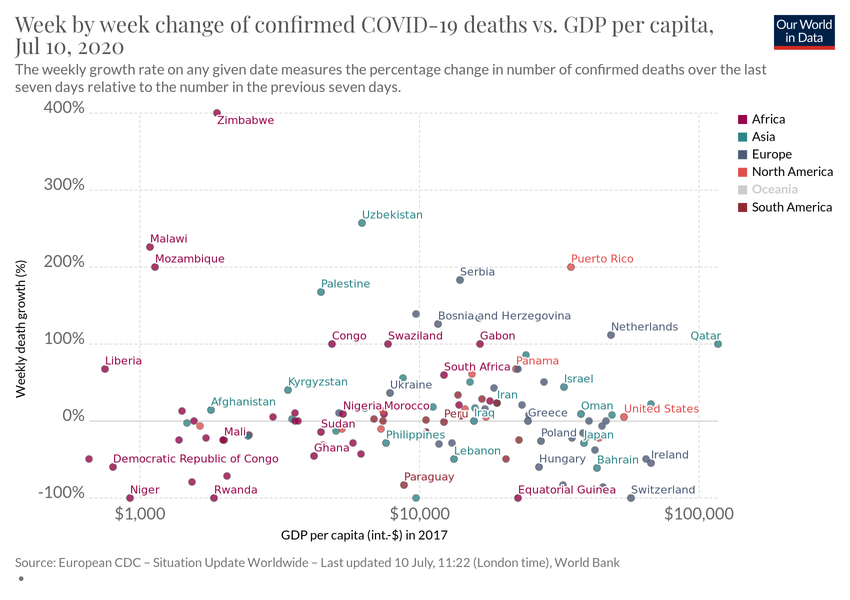 Week by week change of confirmed COVID-19 deaths vs. GDP per capita,
Jul 10, 2020
Our World
in Data
The weekly growth rate on any given date measures the percentage change in number of confirmed deaths over the last
seven days relative to the number in the previous seven days.
400%
Zimbabwe
Africa
Asia
Europe
North America
Oceania
South America
300%
Uzbekistan
Malawi
200%
Mozambique
Puerto Rico
Serbia
Palestine
Bosnia and Herzegovina
Netherlands
100%
Congo
Swaziland
Gabon
Qatar
Liberia
South Africa
Panama
Kyrgyzstan
Ukraine
Israel
Iran
Afghanistan
Nigeria
Morocco
Oman
0%
Peru
Iraq
Greece
United States
Mali
Sudan
Philippines
Poland
Japan
Ghana
Lebanon
Democratic Republic of Congo
Hungary
Bahrain
Ireland
Paraguay
-100%
Niger
Rwanda
Equatorial Guinea
Switzerland
$1,000
$10,000
$100,000
Weekly death growth (%)
GDP per capita (int.-$) in 2017
Source: European CDC – Situation Update Worldwide – Last updated 10 July, 11:22 (London time), World Bank